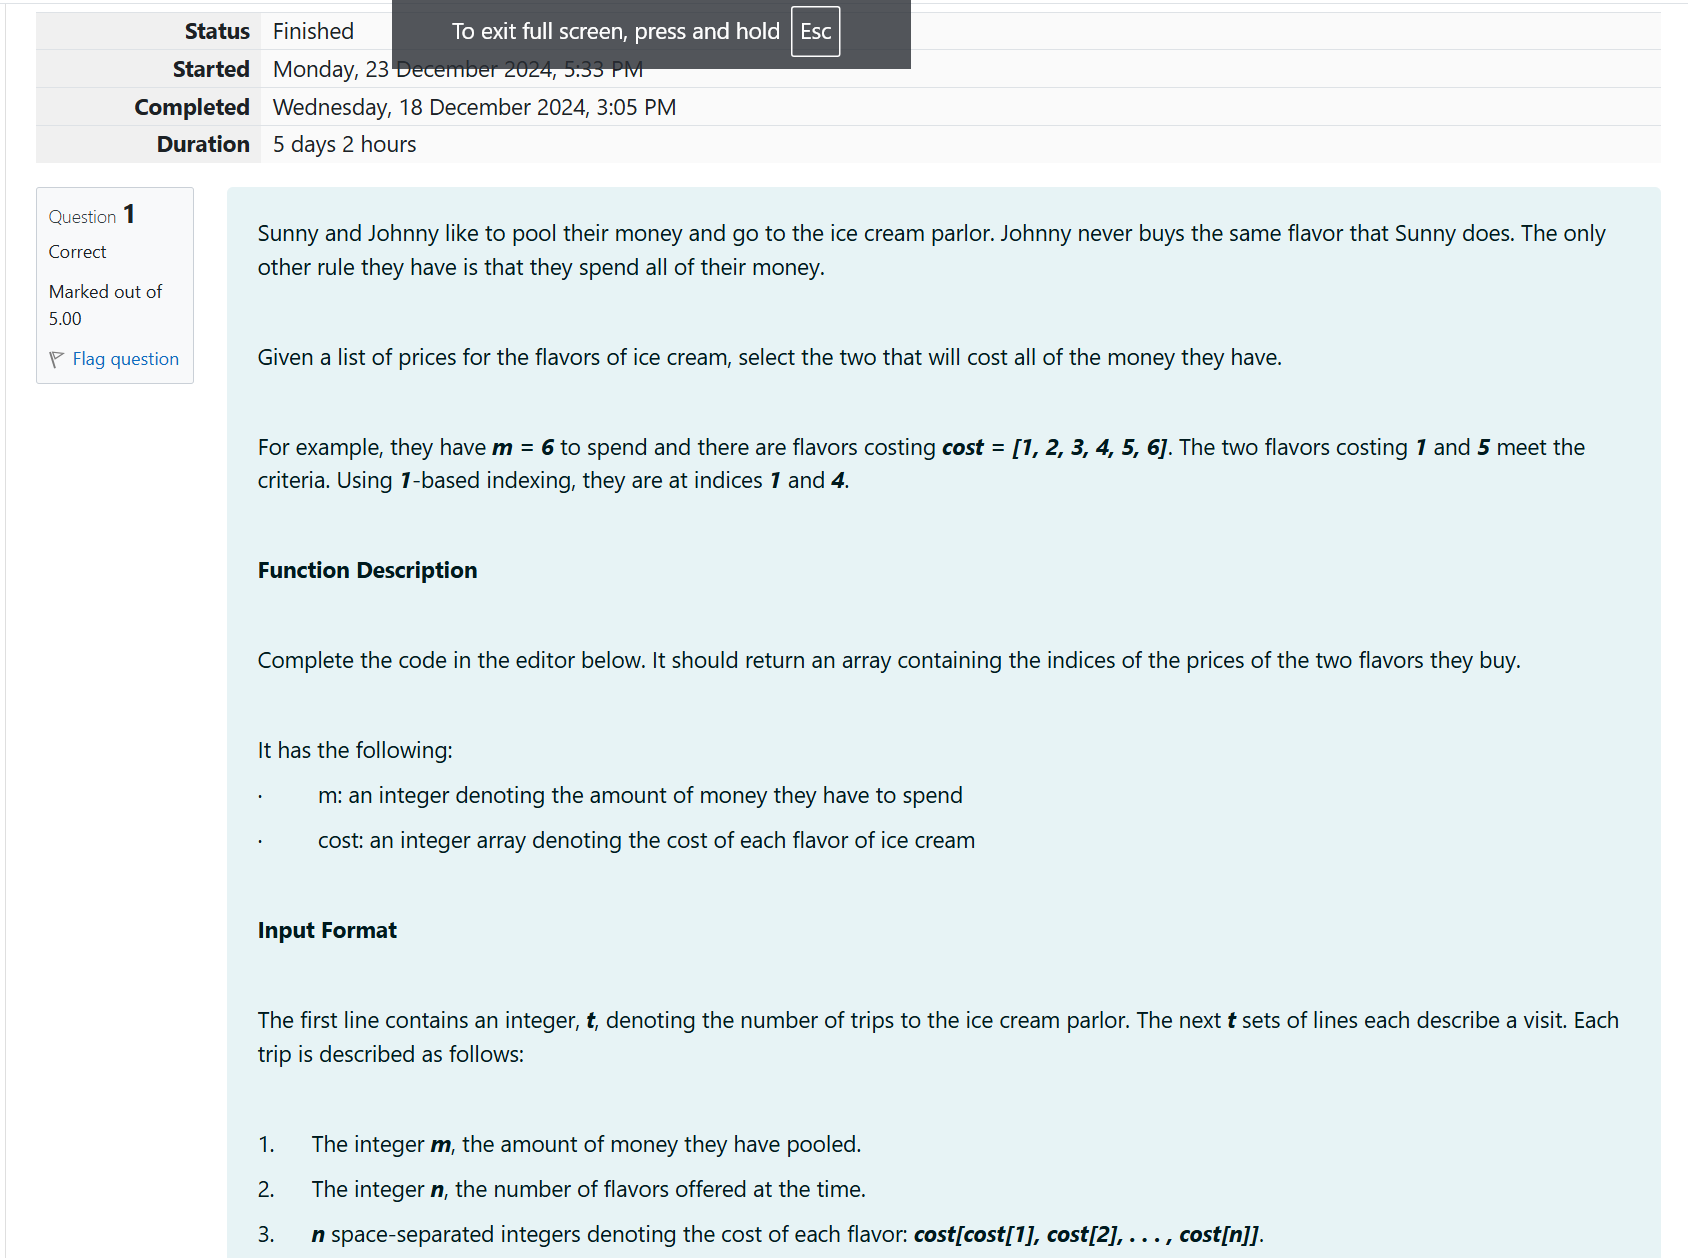 To exit full screen, press and hold Esc
Status Finished
Started Monday, 23 December 2024, 5:33 PM
Completed Wednesday, 18 December 2024, 3:05 PM
Duration 5 days 2 hours
Question 1
Correct
Marked out of
5.00
Flag question
Sunny and Johnny like to pool their money and go to the ice cream parlor. Johnny never buys the same flavor that Sunny does. The only
other rule they have is that they spend all of their money.
Given a list of prices for the flavors of ice cream, select the two that will cost all of the money they have.
For example, they have m = 6 to spend and there are flavors costing cost = [1, 2, 3, 4, 5, 6]. The two flavors costing 1 and 5 meet the
criteria. Using 1-based indexing, they are at indices 1 and 4.
Function Description
Complete the code in the editor below. It should return an array containing the indices of the prices of the two flavors they buy.
It has the following:
· m: an integer denoting the amount of money they have to spend
· cost: an integer array denoting the cost of each flavor of ice cream
Input Format
The first line contains an integer, t, denoting the number of trips to the ice cream parlor. The next t sets of lines each describe a visit. Each
trip is described as follows:
1. The integer m, the amount of money they have pooled.
2. The integer n, the number of flavors offered at the time.
3. n space-separated integers denoting the cost of each flavor: cost[cost[1], cost[2], . . . , cost[n]].